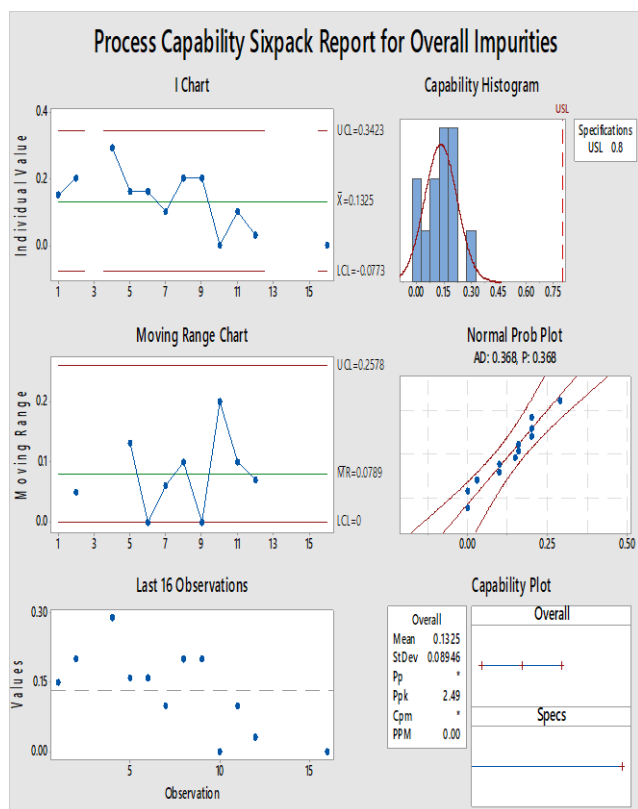 Process Capability Sixpack Report for Overall Impurities
I Chart
Individual Value
0.4
0.2
0.0
1 3 5 7 9 11 13 15
UCL=0.3423
X̄=0.1325
LCL=-0.0773
Capability Histogram
USL
Specifications
USL 0.8
0.00 0.15 0.30 0.45 0.60 0.75
Moving Range Chart
Moving Range
0.2
0.1
0.0
1 3 5 7 9 11 13 15
UCL=0.2578
M̄R̄=0.0789
LCL=0
Normal Prob Plot
AD: 0.368, P: 0.368
0.00 0.25 0.50
Last 16 Observations
Values
0.30
0.15
0.00
5 10 15
Observation
Capability Plot
Overall
Mean 0.1325
StDev 0.08946
Pp *
Ppk 2.49
Cpm *
PPM 0.00
Overall
Specs